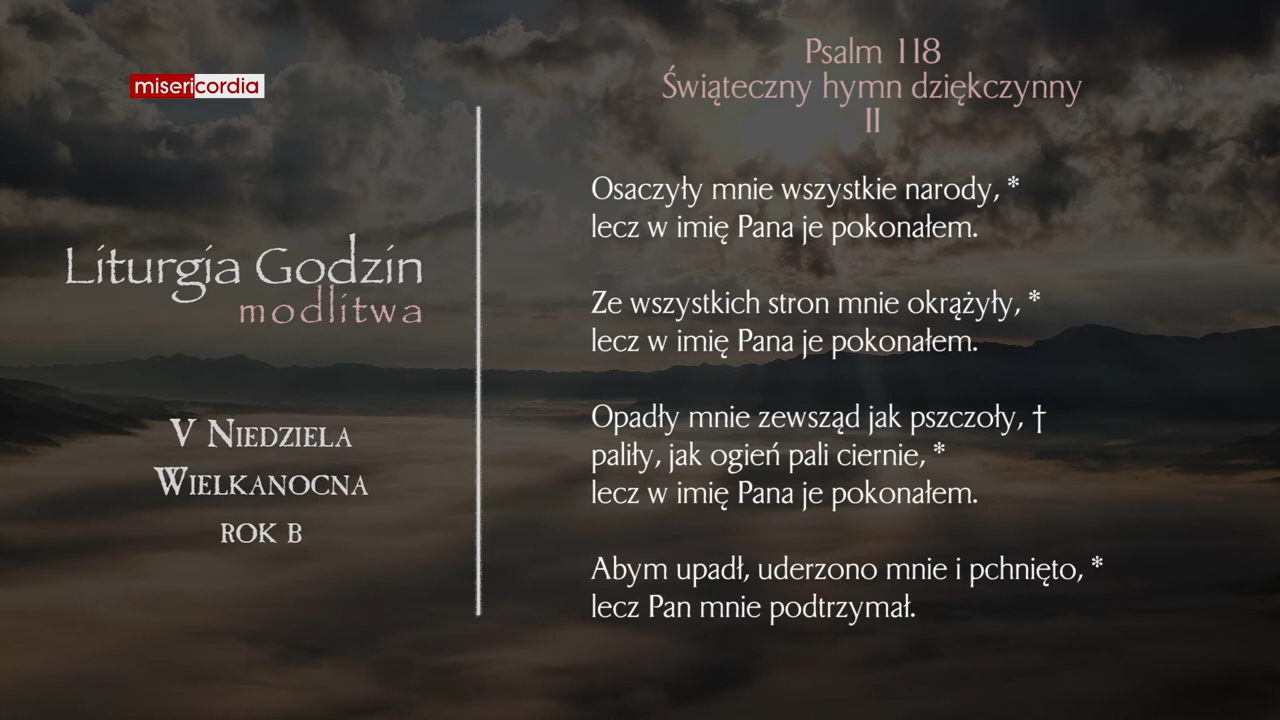 misericordia
Liturgia Godzin
modlitwa
V Niedziela
Wielkanocna
rok B
Psalm 118
Świąteczny hymn dziękczynny
II
Osaczyły mnie wszystkie narody, *
lecz w imię Pana je pokonałem.
Ze wszystkich stron mnie okrążyły, *
lecz w imię Pana je pokonałem.
Opadły mnie zewsząd jak pszczoły, †
paliły, jak ogień pali ciernie, *
lecz w imię Pana je pokonałem.
Abym upadł, uderzono mnie i pchnięto, *
lecz Pan mnie podtrzymał.